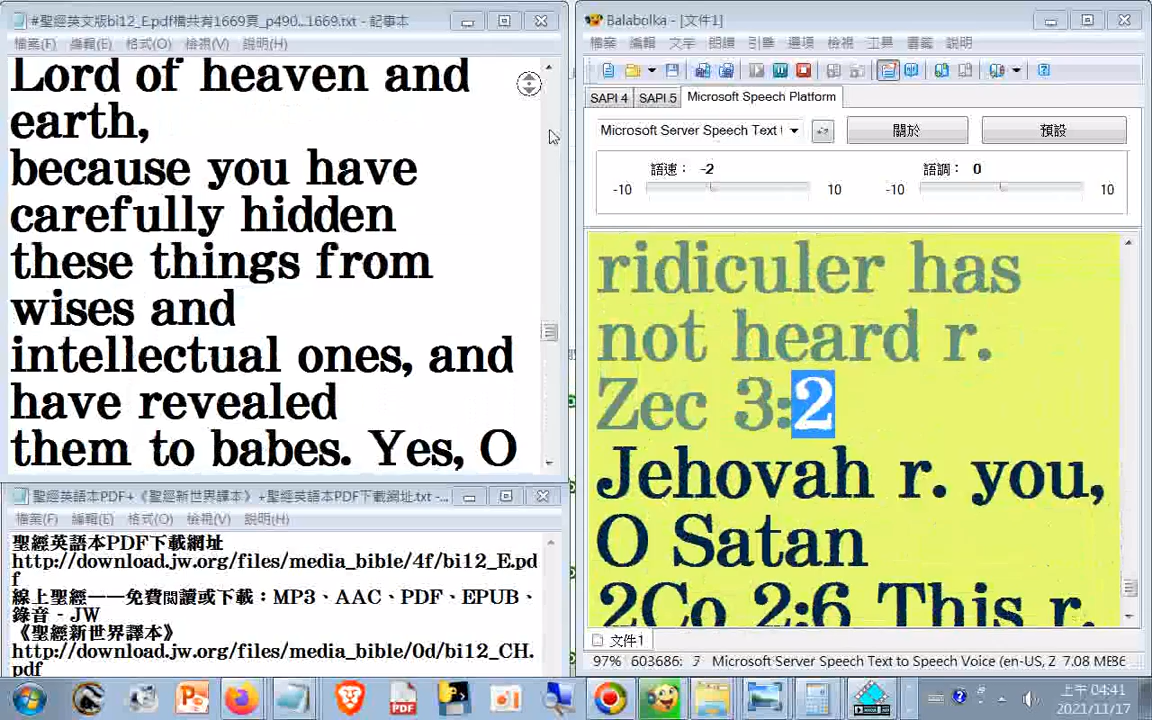 #聖經英文版bi12_E.pdf橫共有1669頁_p490...1669.txt - 記事本
檔案(F) 編輯(E) 格式(O) 檢視(V) 說明(H)
Lord of heaven and
earth,
because you have
carefully hidden
these things from
wises and
intellectual ones, and
have revealed
them to babes. Yes, O
聖經英語本PDF+《聖經新世界譯本》+聖經英語本PDF下載網址.txt -...
檔案(F) 編輯(E) 格式(O) 檢視(V) 說明(H)
聖經英語本PDF下載網址
http://download.jw.org/files/media_bible/4f/bi12_E.pd
f
線上聖經——免費閱讀或下載：MP3、AAC、PDF、EPUB、
錄音 - JW
《聖經新世界譯本》
http://download.jw.org/files/media_bible/0d/bi12_CH.
pdf
Balabolka - [文件1]
檔案 編輯 文字 朗讀 引擎 選項 檢視 工具 書籤 說明
SAPI 4 SAPI 5 Microsoft Speech Platform
Microsoft Server Speech Text 關於 預設
語速： -2 語調： 0
-10 10 -10 10
ridiculer has
not heard r.
Zec 3:2
Jehovah r. you,
O Satan
2Co 2:6 This r.
文件1
97% 603686: Microsoft Server Speech Text to Speech Voice (en-US, Z 7.08 MB
上午 04:41
2021/11/17